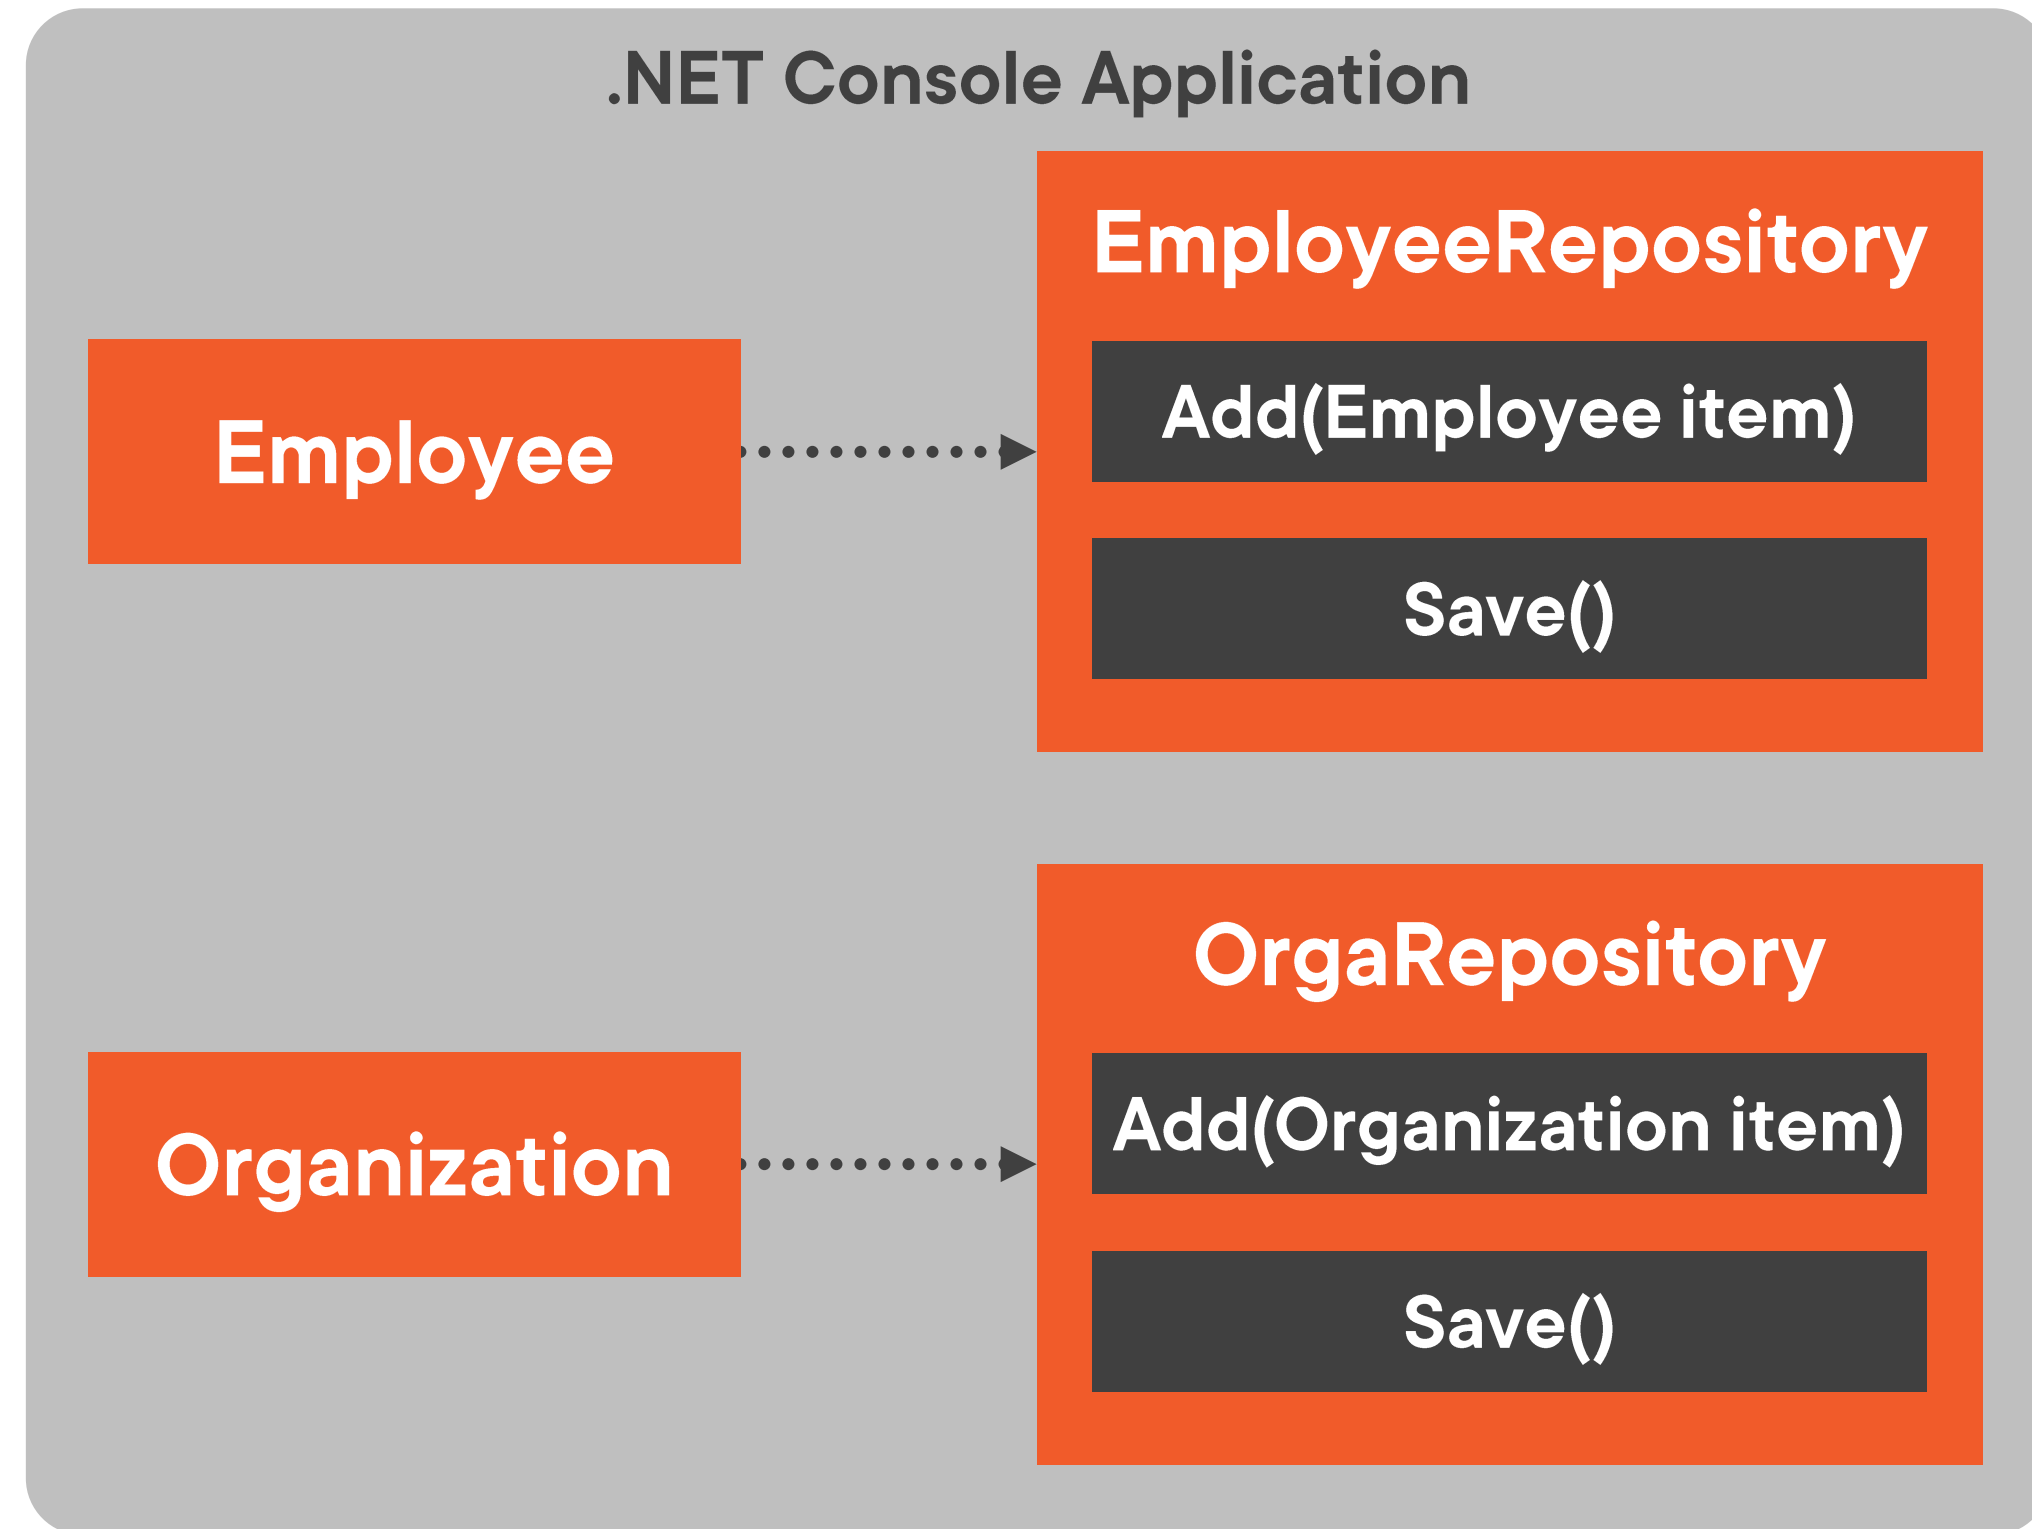 .NET Console Application
EmployeeRepository
Employee
Add(Employee item)
Save()
OrgaRepository
Organization
Add(Organization item)
Save()